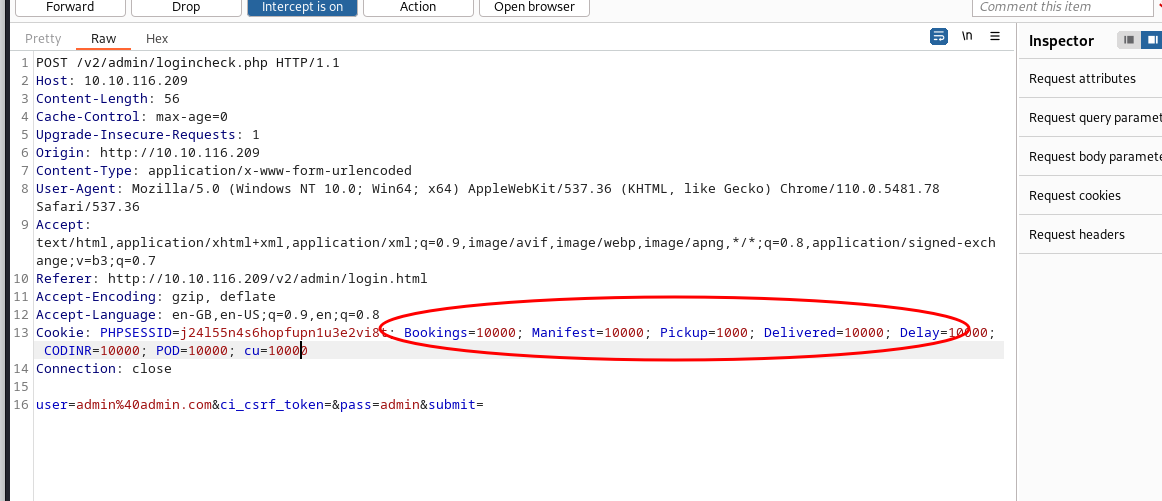 Forward Drop Intercept is on Action Open browser Comment this item
Pretty Raw Hex \n Inspector
1 POST /v2/admin/logincheck.php HTTP/1.1
2 Host: 10.10.116.209
3 Content-Length: 56
4 Cache-Control: max-age=0
5 Upgrade-Insecure-Requests: 1
6 Origin: http://10.10.116.209
7 Content-Type: application/x-www-form-urlencoded
8 User-Agent: Mozilla/5.0 (Windows NT 10.0; Win64; x64) AppleWebKit/537.36 (KHTML, like Gecko) Chrome/110.0.5481.78
Safari/537.36
9 Accept:
text/html,application/xhtml+xml,application/xml;q=0.9,image/avif,image/webp,image/apng,*/*;q=0.8,application/signed-exch
ange;v=b3;q=0.7
10 Referer: http://10.10.116.209/v2/admin/login.html
11 Accept-Encoding: gzip, deflate
12 Accept-Language: en-GB,en-US;q=0.9,en;q=0.8
13 Cookie: PHPSESSID=j24l55n4s6hopfupn1u3e2vi8t; Bookings=10000; Manifest=10000; Pickup=1000; Delivered=10000; Delay=10000;
CODINR=10000; POD=10000; cu=10000
14 Connection: close
15
16 user=admin%40admin.com&ci_csrf_token=&pass=admin&submit=
Request attributes
Request query paramet
Request body paramete
Request cookies
Request headers